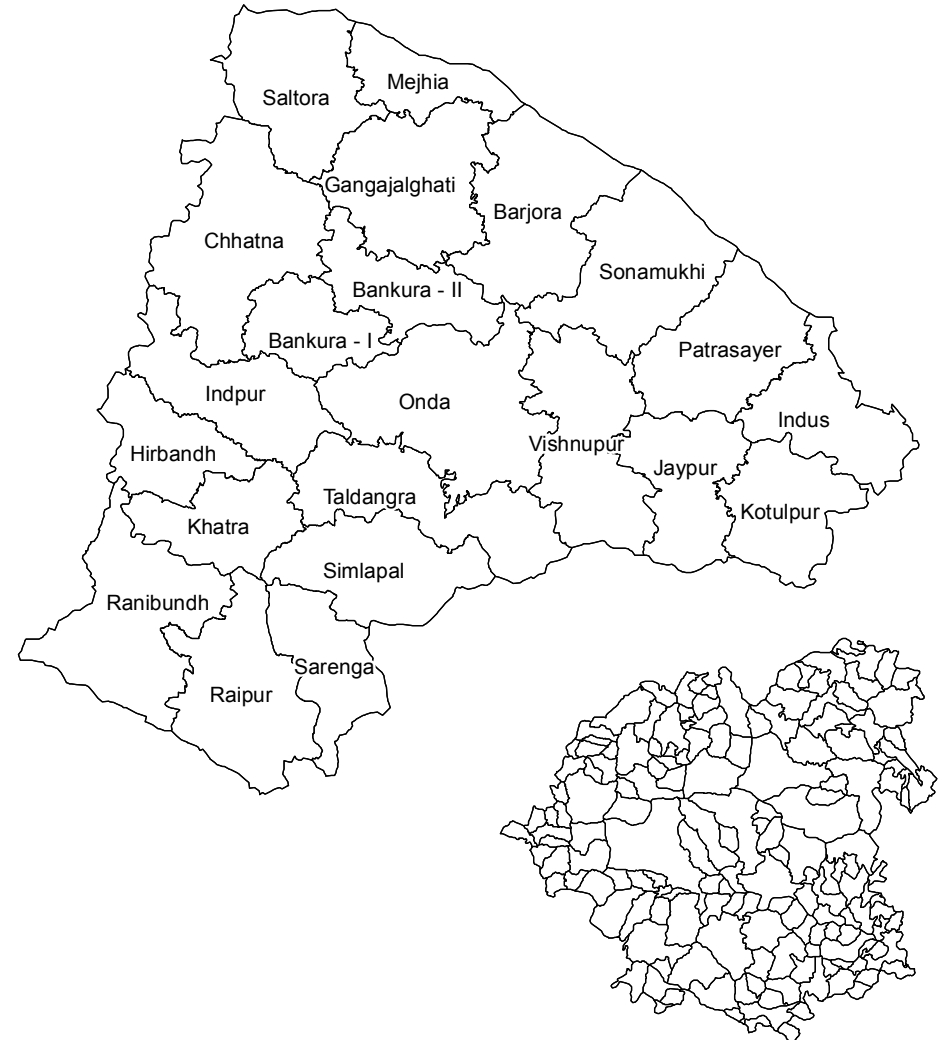 Mejhia
Saltora
Gangajalghati
Barjora
Chhatna
Sonamukhi
Bankura - II
Bankura - I
Patrasayer
Indpur
Onda
Indus
Vishnupur
Hirbandh
Jaypur
Taldangra
Kotulpur
Khatra
Simlapal
Ranibundh
Sarenga
Raipur